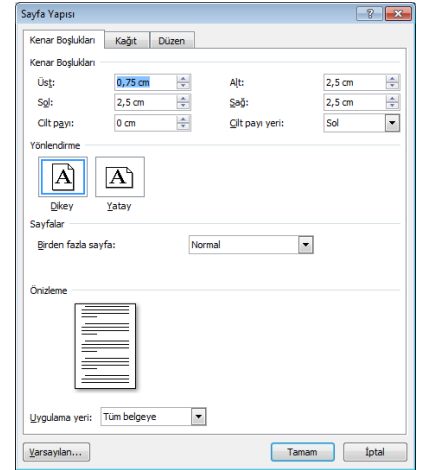 Sayfa Yapısı
Kenar Boşlukları Kağıt Düzen
Kenar Boşlukları
Üst: 0,75 cm Alt: 2,5 cm
Sol: 2,5 cm Sağ: 2,5 cm
Cilt payı: 0 cm Cilt payı yeri: Sol
Yönlendirme
A A
Dikey Yatay
Sayfalar
Birden fazla sayfa: Normal
Önizleme
Uygulama yeri: Tüm belgeye
Varsayılan... Tamam İptal